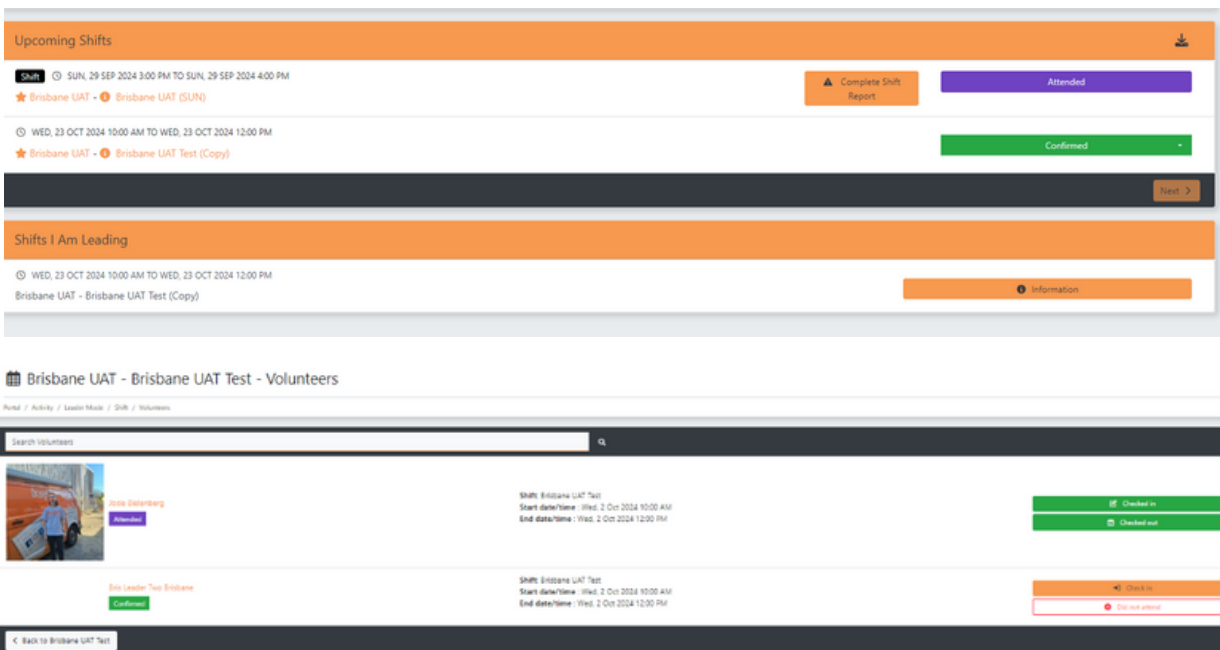 Upcoming Shifts
Shift SUN, 29 SEP 2024 3:00 PM TO SUN, 29 SEP 2024 4:00 PM
Brisbane UAT - Brisbane UAT (SUN)
Complete Shift
Report
Attended
WED, 23 OCT 2024 10:00 AM TO WED, 23 OCT 2024 12:00 PM
Brisbane UAT - Brisbane UAT Test (Copy)
Confirmed
Next >
Shifts I Am Leading
WED, 23 OCT 2024 10:00 AM TO WED, 23 OCT 2024 12:00 PM
Brisbane UAT - Brisbane UAT Test (Copy)
Information
Brisbane UAT - Brisbane UAT Test - Volunteers
Portal / Activity / Leader Mode / Shift / Volunteers
Search Volunteers
Attended
Shift: Brisbane UAT Test
Start date/time : Wed, 2 Oct 2024 10:00 AM
End date/time : Wed, 2 Oct 2024 12:00 PM
Checked in
Checked out
Bris Leader Two Brisbane
Confirmed
Shift: Brisbane UAT Test
Start date/time : Wed, 2 Oct 2024 10:00 AM
End date/time : Wed, 2 Oct 2024 12:00 PM
Check in
Did not attend
< Back to Brisbane UAT Test